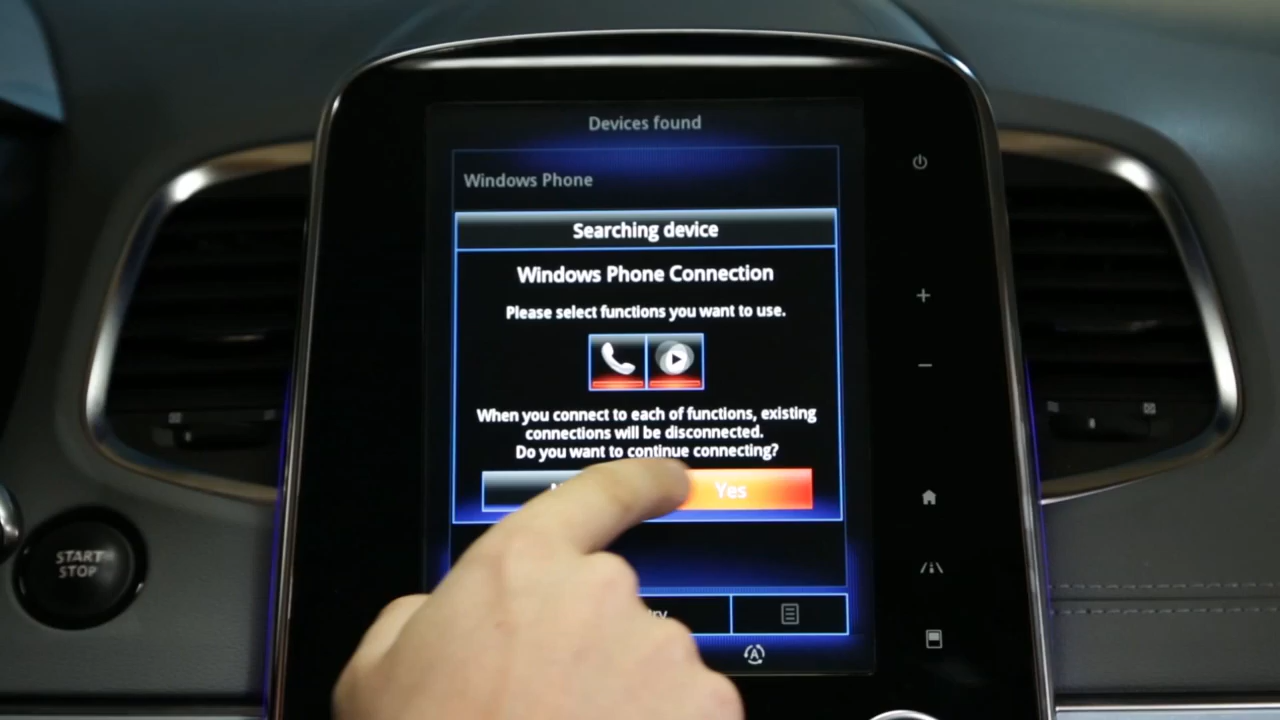 Devices found
Windows Phone
Searching device
Windows Phone Connection
Please select functions you want to use.
When you connect to each of functions, existing
connections will be disconnected.
Do you want to continue connecting?
Yes
START
STOP
A